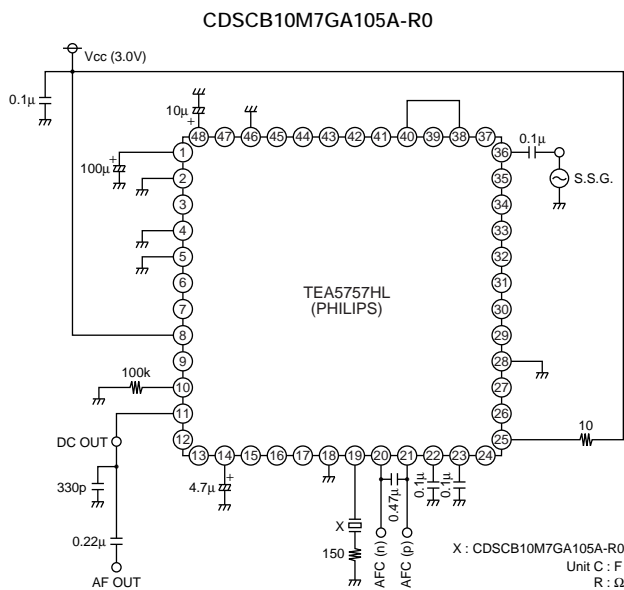 CDSCB10M7GA105A-R0
Vcc (3.0V)
0.1μ
10μ
+
48 47 46 45 44 43 42 41 40 39 38 37
0.1μ
S.S.G.
+
100μ
1
2
3
4
5
6
7
8
9
10
11
12
36
35
34
33
32
31
30
29
28
27
26
25
TEA5757HL
(PHILIPS)
100k
10
DC OUT
13 14 15 16 17 18 19 20 21 22 23 24
330p
4.7μ
+
0.47μ
0.1μ
0.1μ
X
150
0.22μ
AF OUT
AFC (n)
AFC (p)
X : CDSCB10M7GA105A-R0
Unit C : F
R : Ω